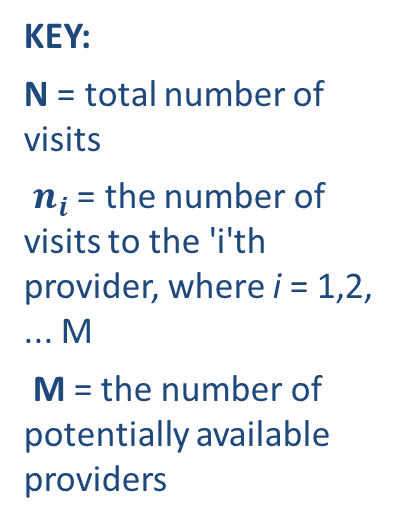 KEY:
N = total number of
visits
nᵢ = the number of
visits to the 'i'th
provider, where i = 1,2,
... M
M = the number of
potentially available
providers